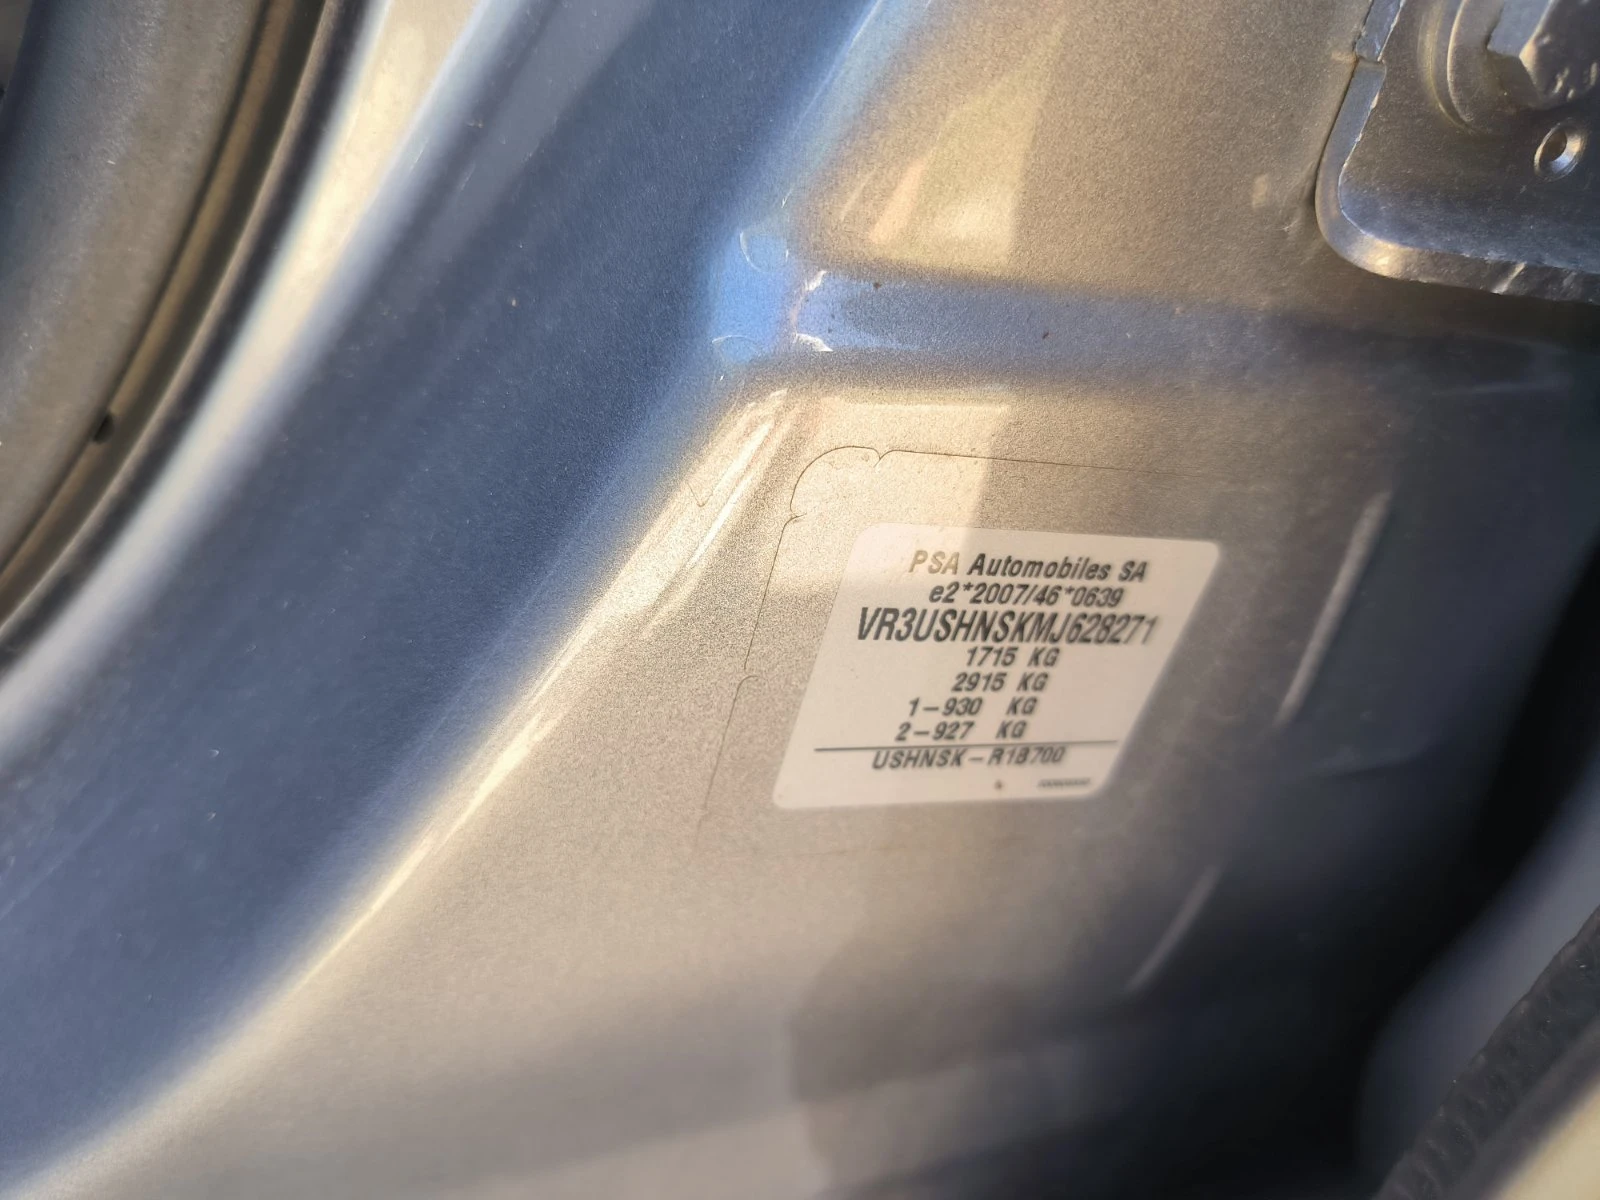 PSA Automobiles SA
e2*2007/46*0639
VR3USHNSKMJ628271
1715 KG
2915 KG
1-930 KG
2-927 KG
USHNSK-R1B700